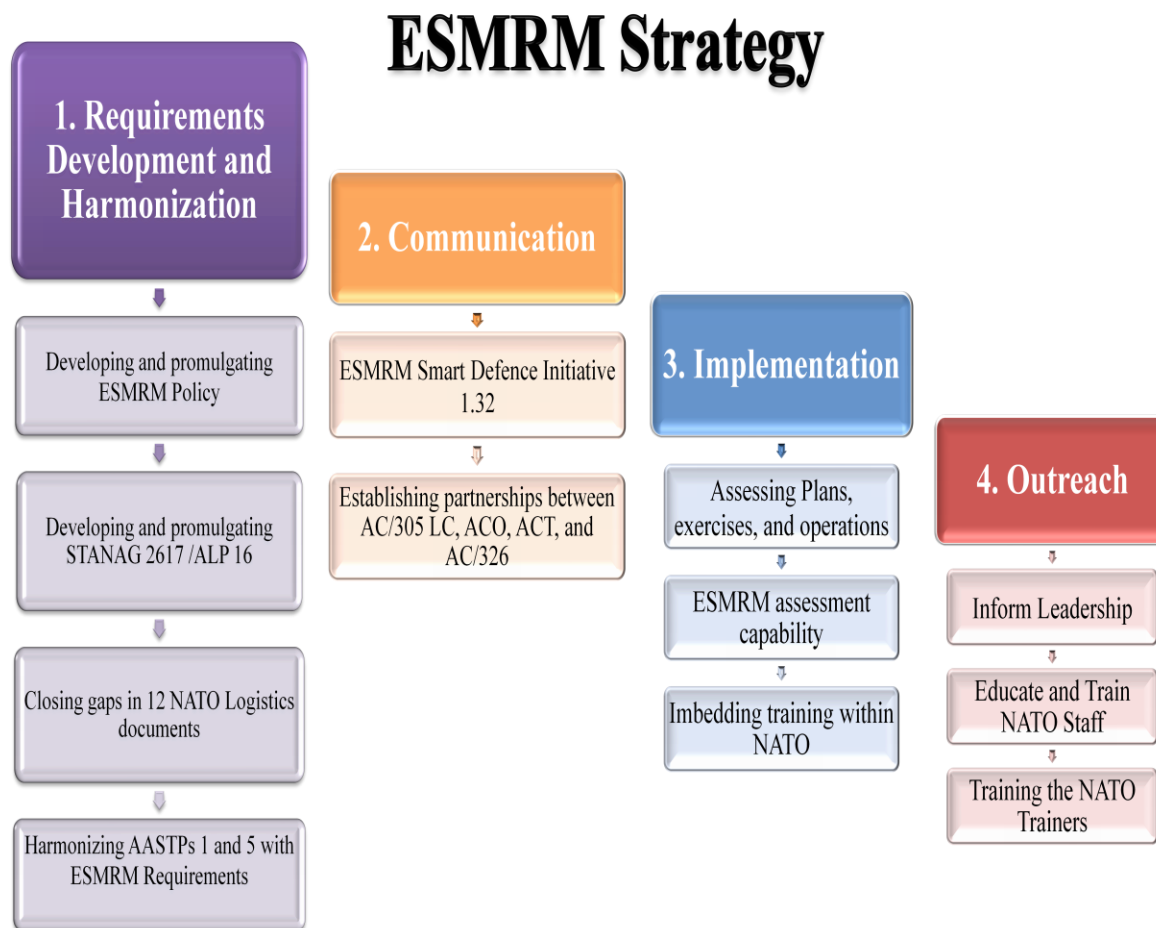 ESMRM Strategy
1. Requirements
Development and
Harmonization
Developing and promulgating
ESMRM Policy
Developing and promulgating
STANAG 2617 /ALP 16
Closing gaps in 12 NATO Logistics
documents
Harmonizing AASTPs 1 and 5 with
ESMRM Requirements
2. Communication
ESMRM Smart Defence Initiative
1.32
Establishing partnerships between
AC/305 LC, ACO, ACT, and
AC/326
3. Implementation
Assessing Plans,
exercises, and operations
ESMRM assessment
capability
Imbedding training within
NATO
4. Outreach
Inform Leadership
Educate and Train
NATO Staff
Training the NATO
Trainers